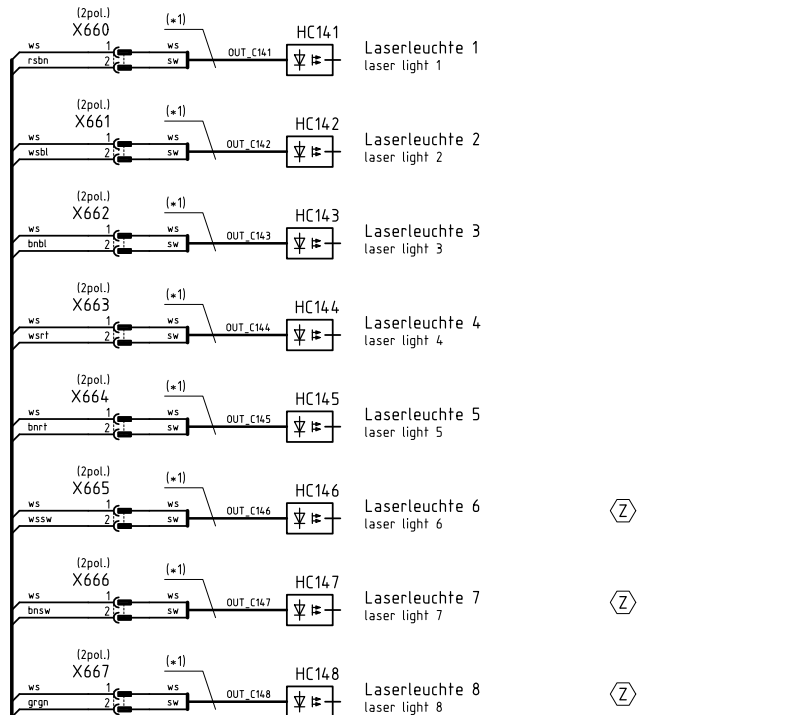 (2pol.)
X660
(*1)
HC141
ws 1 ws
rsbn 2 sw
OUT_C141
Laserleuchte 1
laser light 1
(2pol.)
X661
(*1)
HC142
ws 1 ws
wsbl 2 sw
OUT_C142
Laserleuchte 2
laser light 2
(2pol.)
X662
(*1)
HC143
ws 1 ws
bnbl 2 sw
OUT_C143
Laserleuchte 3
laser light 3
(2pol.)
X663
(*1)
HC144
ws 1 ws
wsrt 2 sw
OUT_C144
Laserleuchte 4
laser light 4
(2pol.)
X664
(*1)
HC145
ws 1 ws
bnrt 2 sw
OUT_C145
Laserleuchte 5
laser light 5
(2pol.)
X665
(*1)
HC146
ws 1 ws
wssw 2 sw
OUT_C146
Laserleuchte 6
laser light 6
Z
(2pol.)
X666
(*1)
HC147
ws 1 ws
bnsw 2 sw
OUT_C147
Laserleuchte 7
laser light 7
Z
(2pol.)
X667
(*1)
HC148
ws 1 ws
grgn 2 sw
OUT_C148
Laserleuchte 8
laser light 8
Z